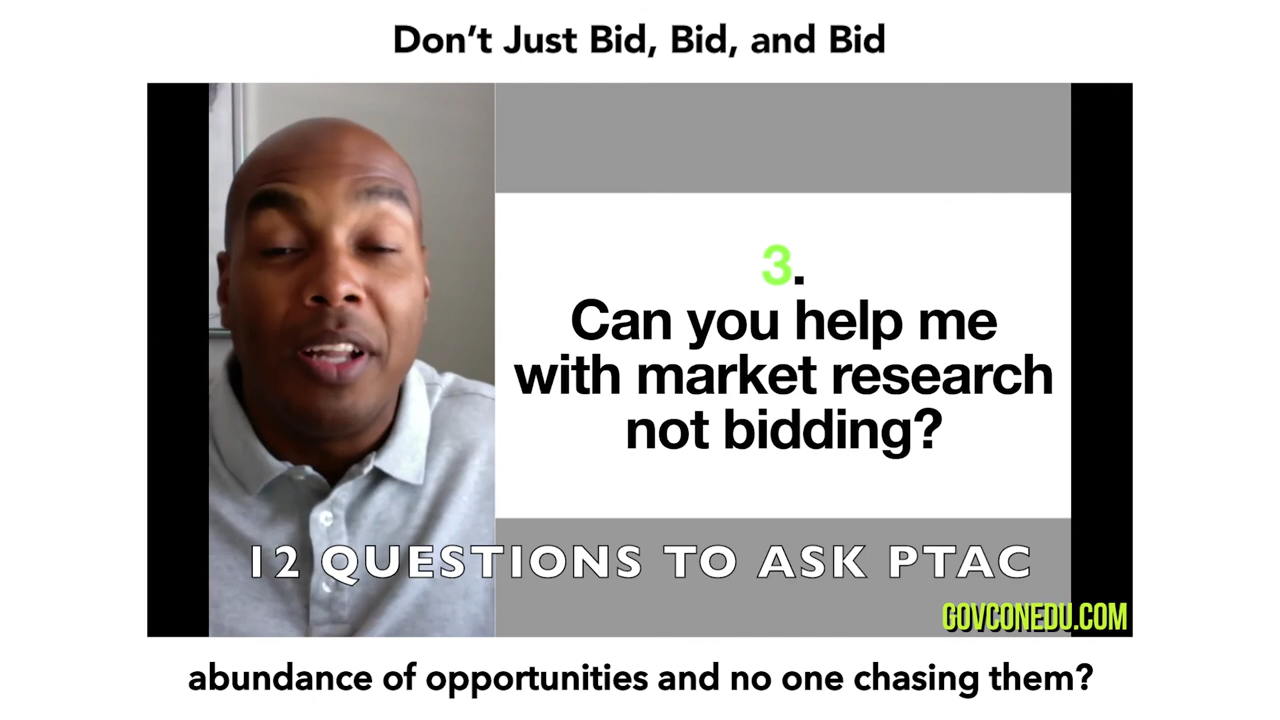 Don't Just Bid, Bid, and Bid
3.
Can you help me
with market research
not bidding?
12 QUESTIONS TO ASK PTAC
GOVCONEDU.COM
abundance of opportunities and no one chasing them?